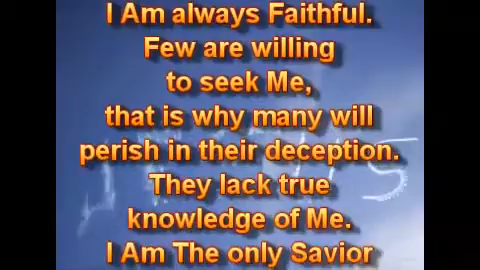 I Am always Faithful.
Few are willing
to seek Me,
that is why many will
perish in their deception.
They lack true
knowledge of Me.
I Am The only Savior